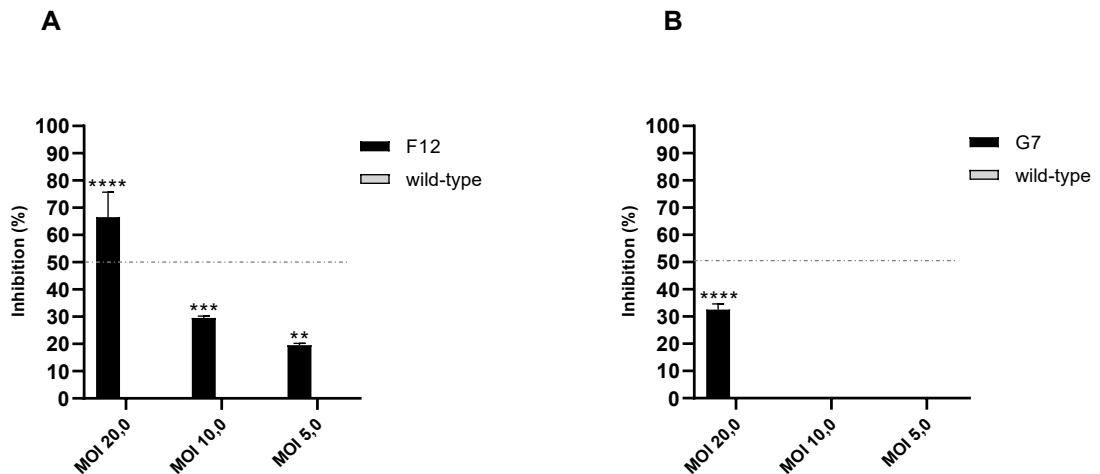 A
100
90
80
70
60
50
40
30
20
10
0
Inhibition (%)
****
***
**
MOI 20,0
MOI 10,0
MOI 5,0
F12
wild-type
B
100
90
80
70
60
50
40
30
20
10
0
Inhibition (%)
****
MOI 20,0
MOI 10,0
MOI 5,0
G7
wild-type